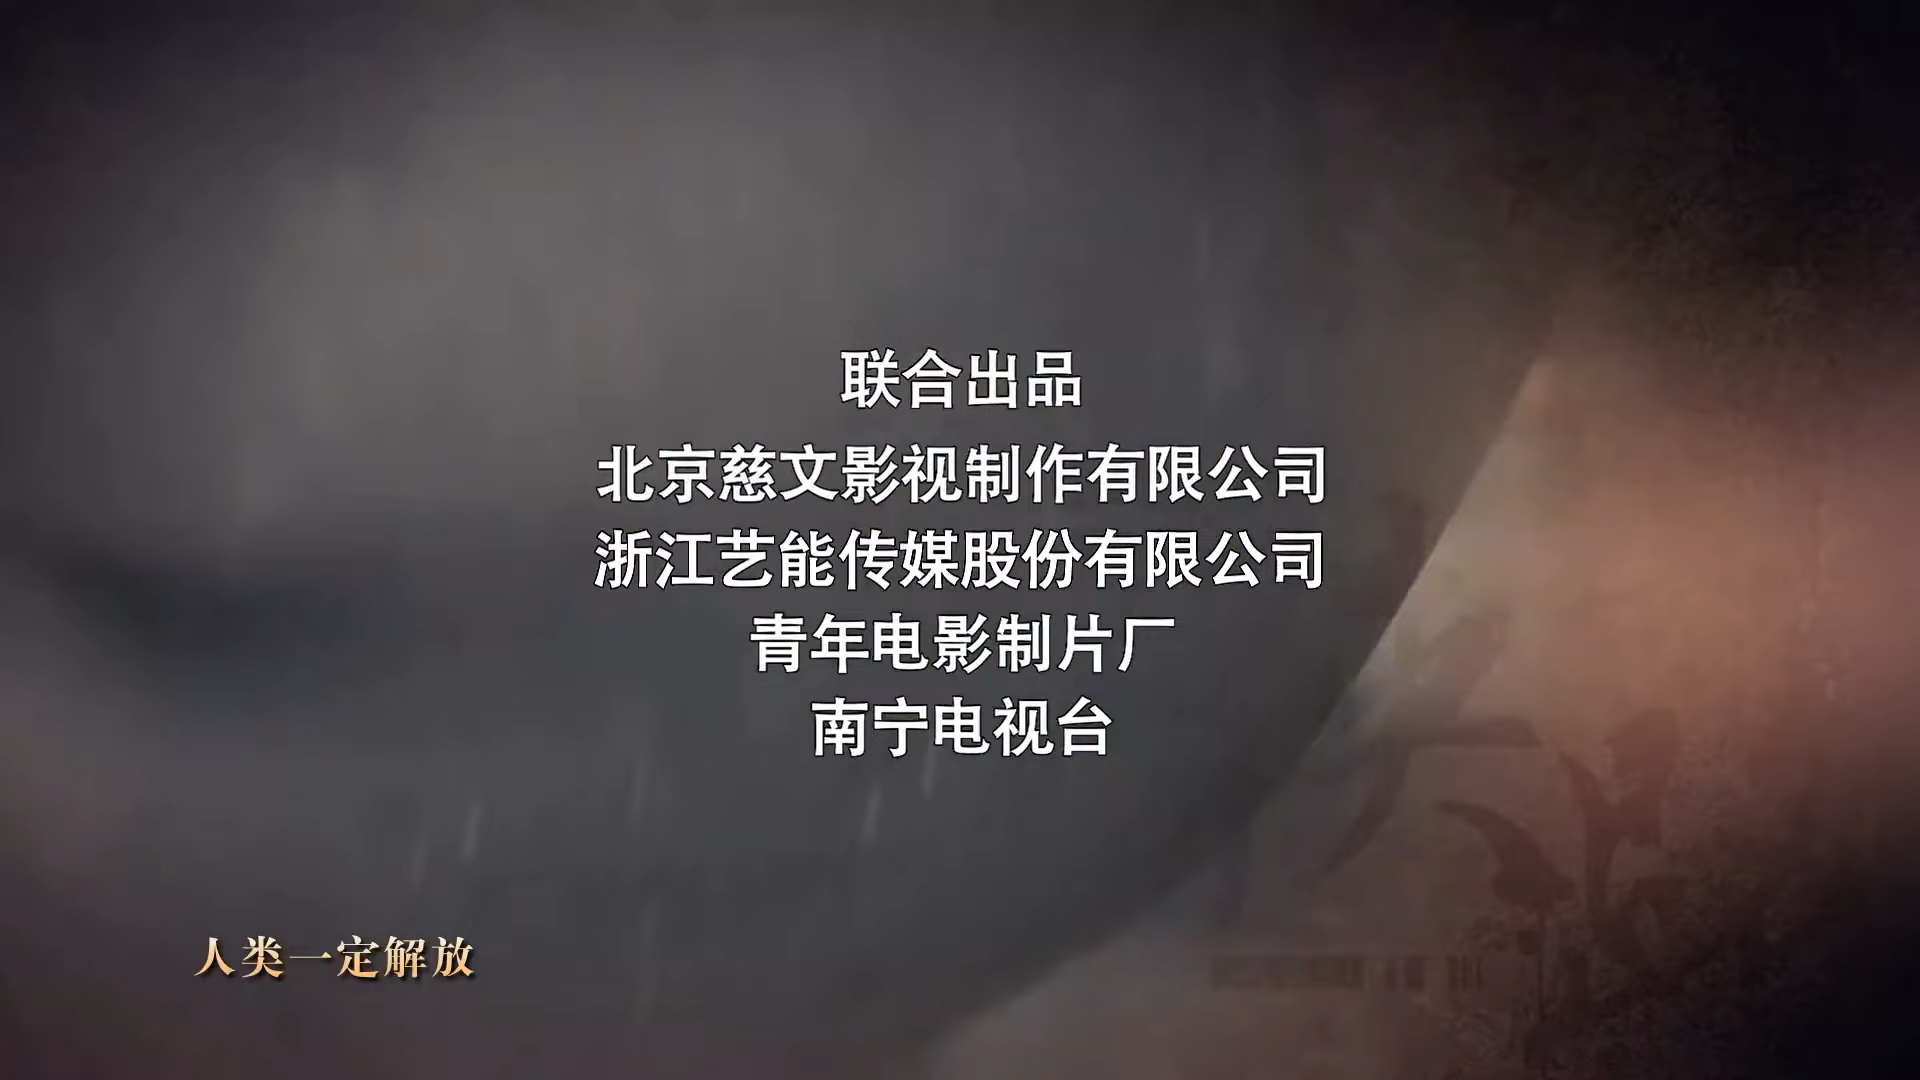 联合出品
北京慈文影视制作有限公司
浙江艺能传媒股份有限公司
青年电影制片厂
南宁电视台
人类一定解放